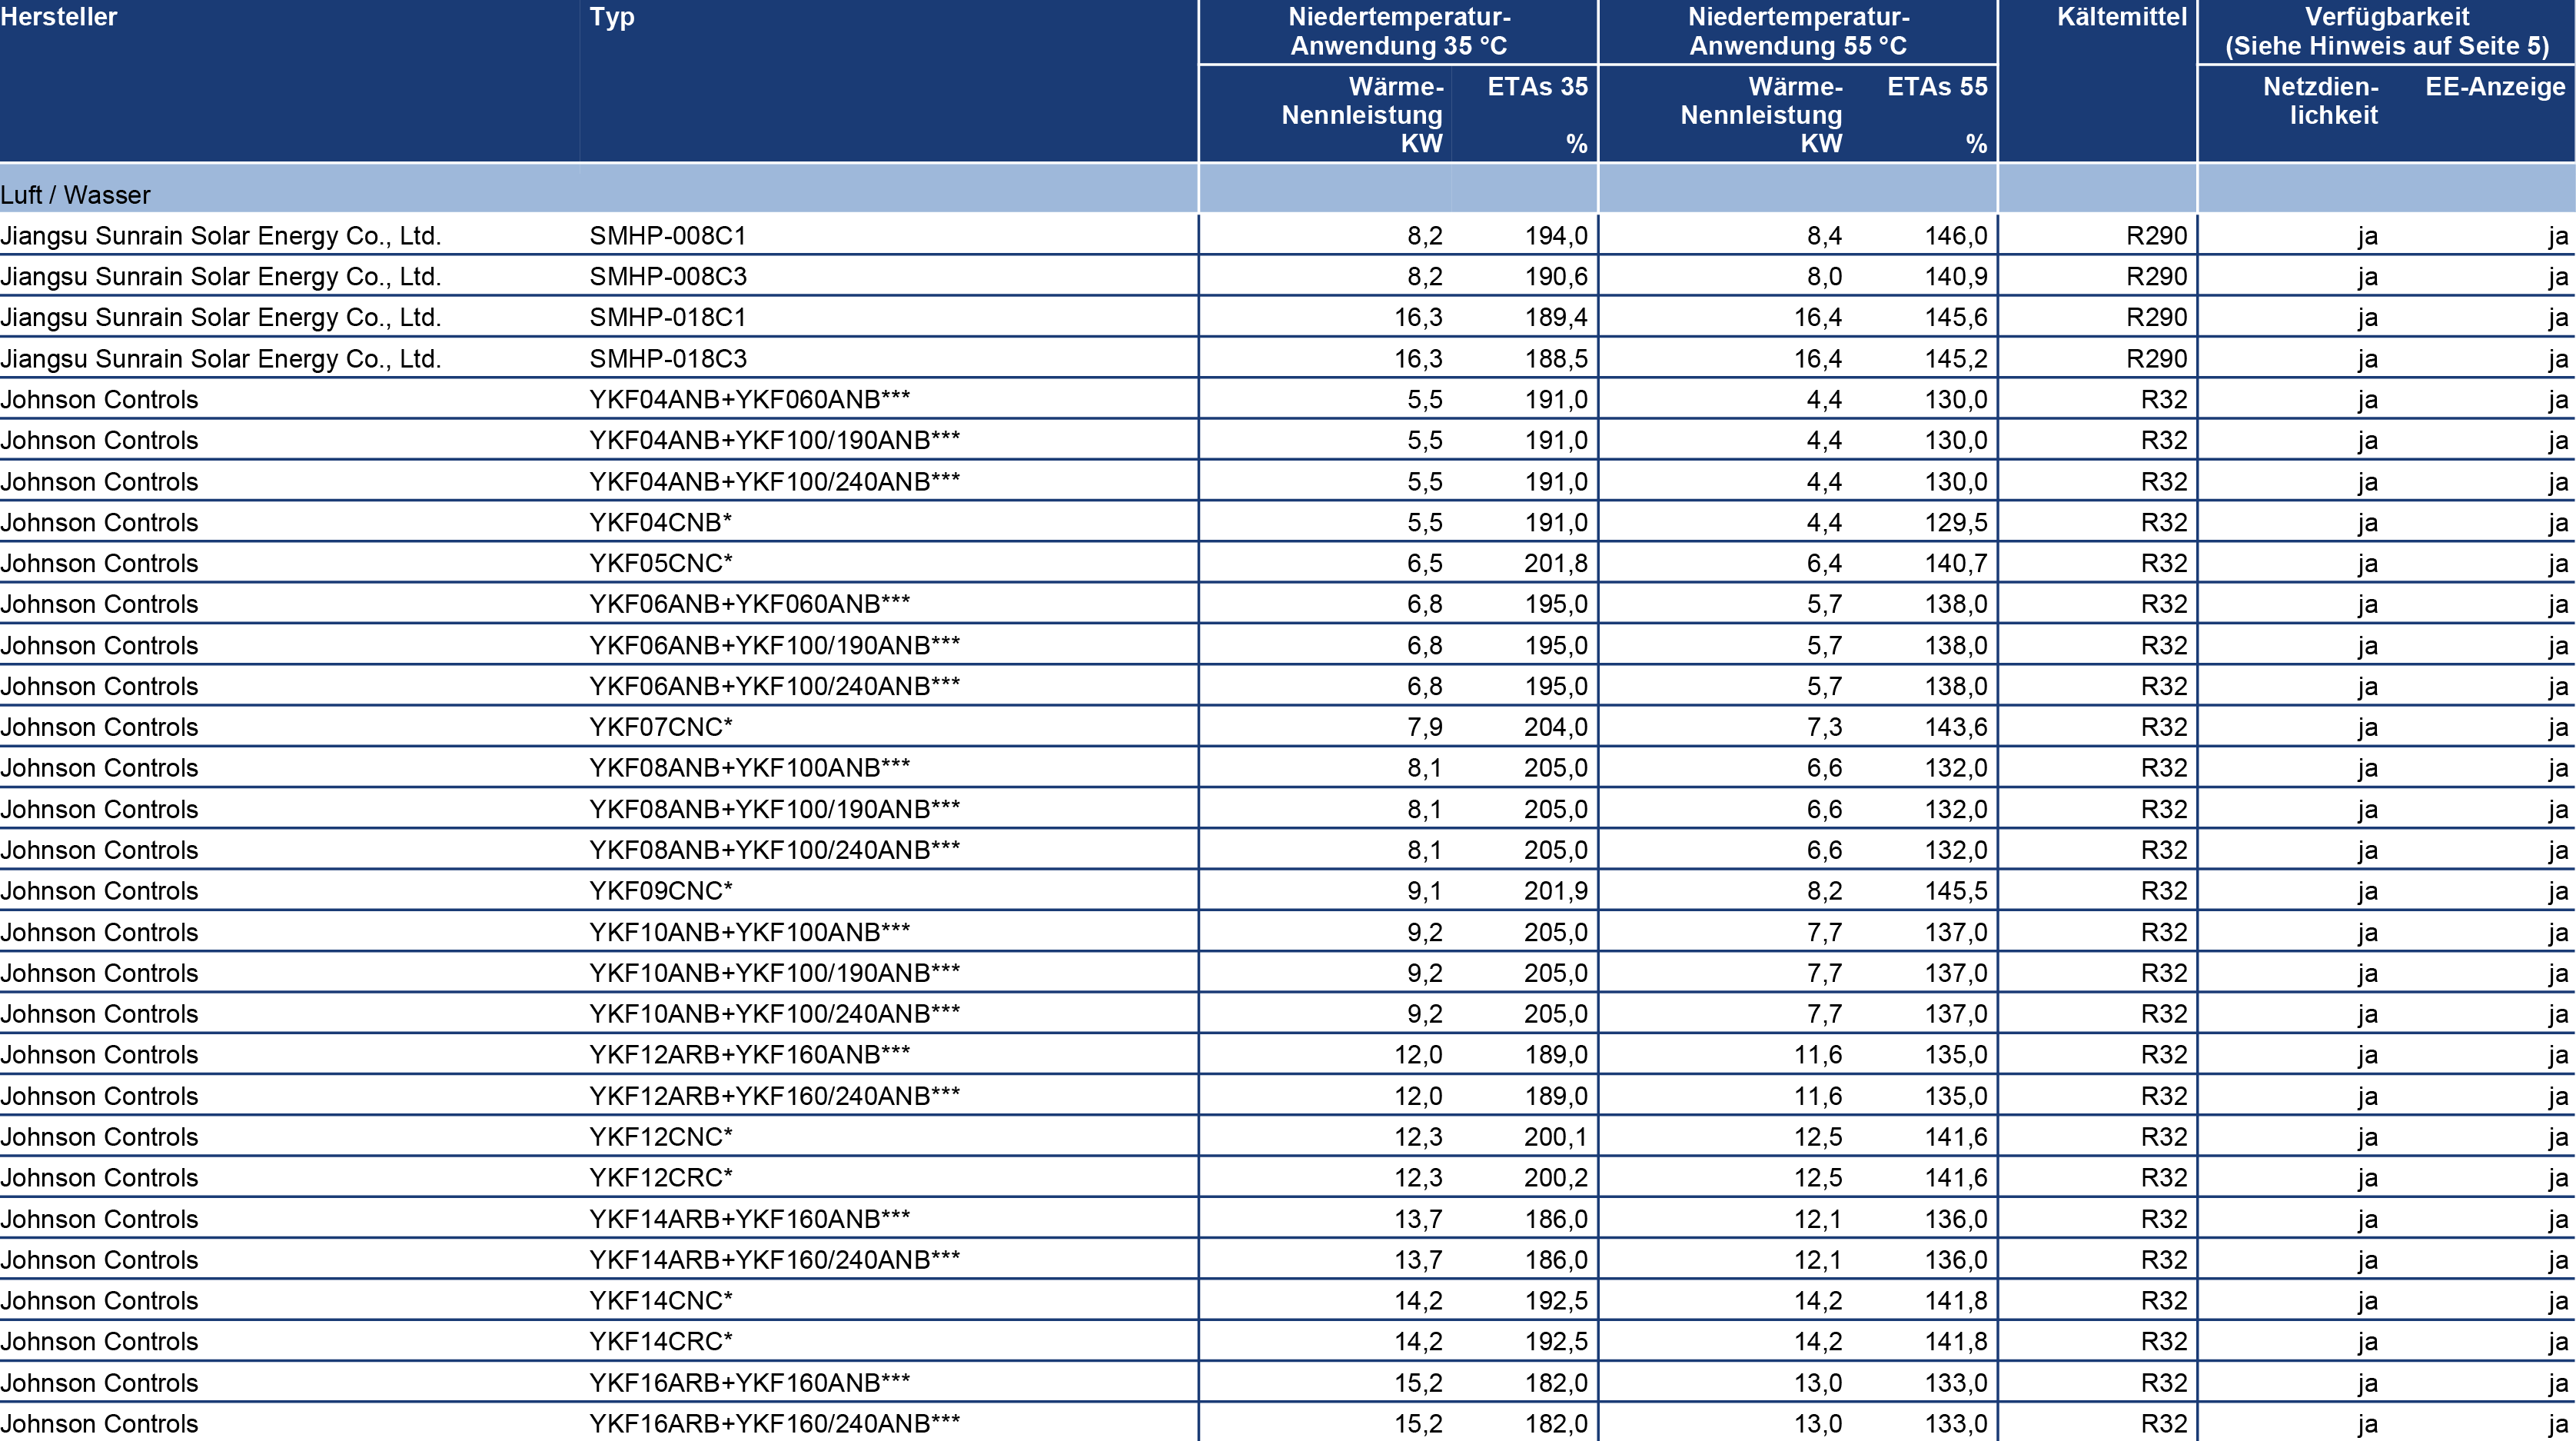 Hersteller Typ Niedertemperatur- Niedertemperatur- Kältemittel Verfügbarkeit
Anwendung 35 °C Anwendung 55 °C (Siehe Hinweis auf Seite 5)
Wärme- ETAs 35 Wärme- ETAs 55 Netzdien- EE-Anzeige
Nennleistung Nennleistung lichkeit
KW % KW %
Luft / Wasser
Jiangsu Sunrain Solar Energy Co., Ltd. SMHP-008C1 8,2 194,0 8,4 146,0 R290 ja ja
Jiangsu Sunrain Solar Energy Co., Ltd. SMHP-008C3 8,2 190,6 8,0 140,9 R290 ja ja
Jiangsu Sunrain Solar Energy Co., Ltd. SMHP-018C1 16,3 189,4 16,4 145,6 R290 ja ja
Jiangsu Sunrain Solar Energy Co., Ltd. SMHP-018C3 16,3 188,5 16,4 145,2 R290 ja ja
Johnson Controls YKF04ANB+YKF060ANB*** 5,5 191,0 4,4 130,0 R32 ja ja
Johnson Controls YKF04ANB+YKF100/190ANB*** 5,5 191,0 4,4 130,0 R32 ja ja
Johnson Controls YKF04ANB+YKF100/240ANB*** 5,5 191,0 4,4 130,0 R32 ja ja
Johnson Controls YKF04CNB* 5,5 191,0 4,4 129,5 R32 ja ja
Johnson Controls YKF05CNC* 6,5 201,8 6,4 140,7 R32 ja ja
Johnson Controls YKF06ANB+YKF060ANB*** 6,8 195,0 5,7 138,0 R32 ja ja
Johnson Controls YKF06ANB+YKF100/190ANB*** 6,8 195,0 5,7 138,0 R32 ja ja
Johnson Controls YKF06ANB+YKF100/240ANB*** 6,8 195,0 5,7 138,0 R32 ja ja
Johnson Controls YKF07CNC* 7,9 204,0 7,3 143,6 R32 ja ja
Johnson Controls YKF08ANB+YKF100ANB*** 8,1 205,0 6,6 132,0 R32 ja ja
Johnson Controls YKF08ANB+YKF100/190ANB*** 8,1 205,0 6,6 132,0 R32 ja ja
Johnson Controls YKF08ANB+YKF100/240ANB*** 8,1 205,0 6,6 132,0 R32 ja ja
Johnson Controls YKF09CNC* 9,1 201,9 8,2 145,5 R32 ja ja
Johnson Controls YKF10ANB+YKF100ANB*** 9,2 205,0 7,7 137,0 R32 ja ja
Johnson Controls YKF10ANB+YKF100/190ANB*** 9,2 205,0 7,7 137,0 R32 ja ja
Johnson Controls YKF10ANB+YKF100/240ANB*** 9,2 205,0 7,7 137,0 R32 ja ja
Johnson Controls YKF12ARB+YKF160ANB*** 12,0 189,0 11,6 135,0 R32 ja ja
Johnson Controls YKF12ARB+YKF160/240ANB*** 12,0 189,0 11,6 135,0 R32 ja ja
Johnson Controls YKF12CNC* 12,3 200,1 12,5 141,6 R32 ja ja
Johnson Controls YKF12CRC* 12,3 200,2 12,5 141,6 R32 ja ja
Johnson Controls YKF14ARB+YKF160ANB*** 13,7 186,0 12,1 136,0 R32 ja ja
Johnson Controls YKF14ARB+YKF160/240ANB*** 13,7 186,0 12,1 136,0 R32 ja ja
Johnson Controls YKF14CNC* 14,2 192,5 14,2 141,8 R32 ja ja
Johnson Controls YKF14CRC* 14,2 192,5 14,2 141,8 R32 ja ja
Johnson Controls YKF16ARB+YKF160ANB*** 15,2 182,0 13,0 133,0 R32 ja ja
Johnson Controls YKF16ARB+YKF160/240ANB*** 15,2 182,0 13,0 133,0 R32 ja ja